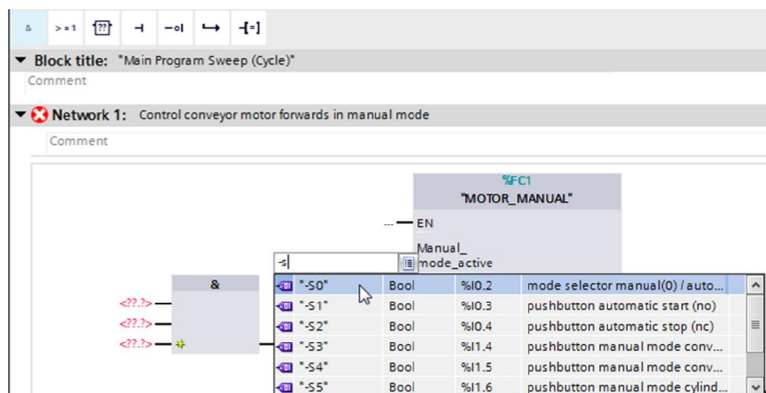 & >=1 ?? -| -o| -[=]
Block title: "Main Program Sweep (Cycle)"
Comment
Network 1: Control conveyor motor forwards in manual mode
Comment
%FC1
"MOTOR_MANUAL"
... EN
Manual_
mode_active
-s
&
<??.?>
<??.?>
<??.?>
"-S0" Bool %I0.2 mode selector manual(0) / auto...
"-S1" Bool %I0.3 pushbutton automatic start (no)
"-S2" Bool %I0.4 pushbutton automatic stop (nc)
"-S3" Bool %I1.4 pushbutton manual mode conv...
"-S4" Bool %I1.5 pushbutton manual mode conv...
"-S5" Bool %I1.6 pushbutton manual mode cylind...